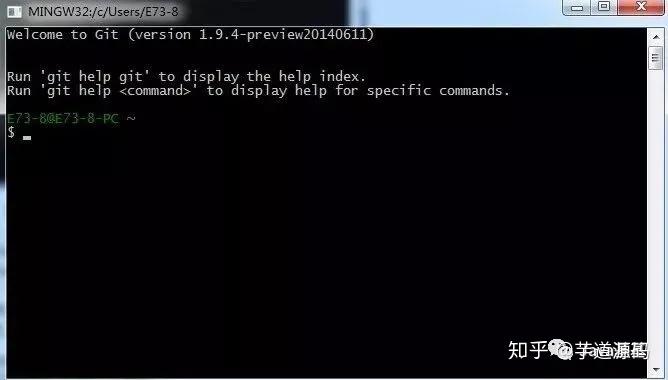 MINGW32:/c/Users/E73-8
Welcome to Git (version 1.9.4-preview20140611)
Run 'git help git' to display the help index.
Run 'git help <command>' to display help for specific commands.
E73-8@E73-8-PC ~
$
知乎 @芋道源码